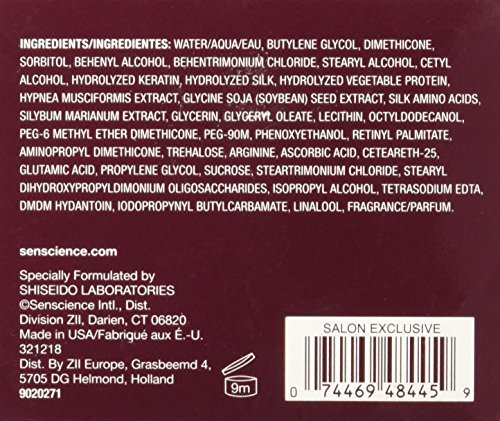 INGREDIENTS/INGREDIENTES: WATER/AQUA/EAU, BUTYLENE GLYCOL, DIMETHICONE,
SORBITOL, BEHENYL ALCOHOL, BEHENTRIMONIUM CHLORIDE, STEARYL ALCOHOL, CETYL
ALCOHOL, HYDROLYZED KERATIN, HYDROLYZED SILK, HYDROLYZED VEGETABLE PROTEIN,
HYPNEA MUSCIFORMIS EXTRACT, GLYCINE SOJA (SOYBEAN) SEED EXTRACT, SILK AMINO ACIDS,
SILYBUM MARIANUM EXTRACT, GLYCERIN, GLYCERYL OLEATE, LECITHIN, OCTYLDODECANOL,
PEG-6 METHYL ETHER DIMETHICONE, PEG-90M, PHENOXYETHANOL, RETINYL PALMITATE,
AMINOPROPYL DIMETHICONE, TREHALOSE, ARGININE, ASCORBIC ACID, CETEARETH-25,
GLUTAMIC ACID, PROPYLENE GLYCOL, SUCROSE, STEARTRIMONIUM CHLORIDE, STEARYL
DIHYDROXYPROPYLDIMONIUM OLIGOSACCHARIDES, ISOPROPYL ALCOHOL, TETRASODIUM EDTA,
DMDM HYDANTOIN, IODOPROPYNYL BUTYLCARBAMATE, LINALOOL, FRAGRANCE/PARFUM.
senscience.com
Specially Formulated by
SHISEIDO LABORATORIES
©Senscience Intl., Dist.
Division ZII, Darien, CT 06820
Made in USA/Fabriqué aux É.-U.
321218
Dist. By ZII Europe, Grasbeemd 4,
5705 DG Helmond, Holland
9020271
9m
SALON EXCLUSIVE
0 74469 48445 9